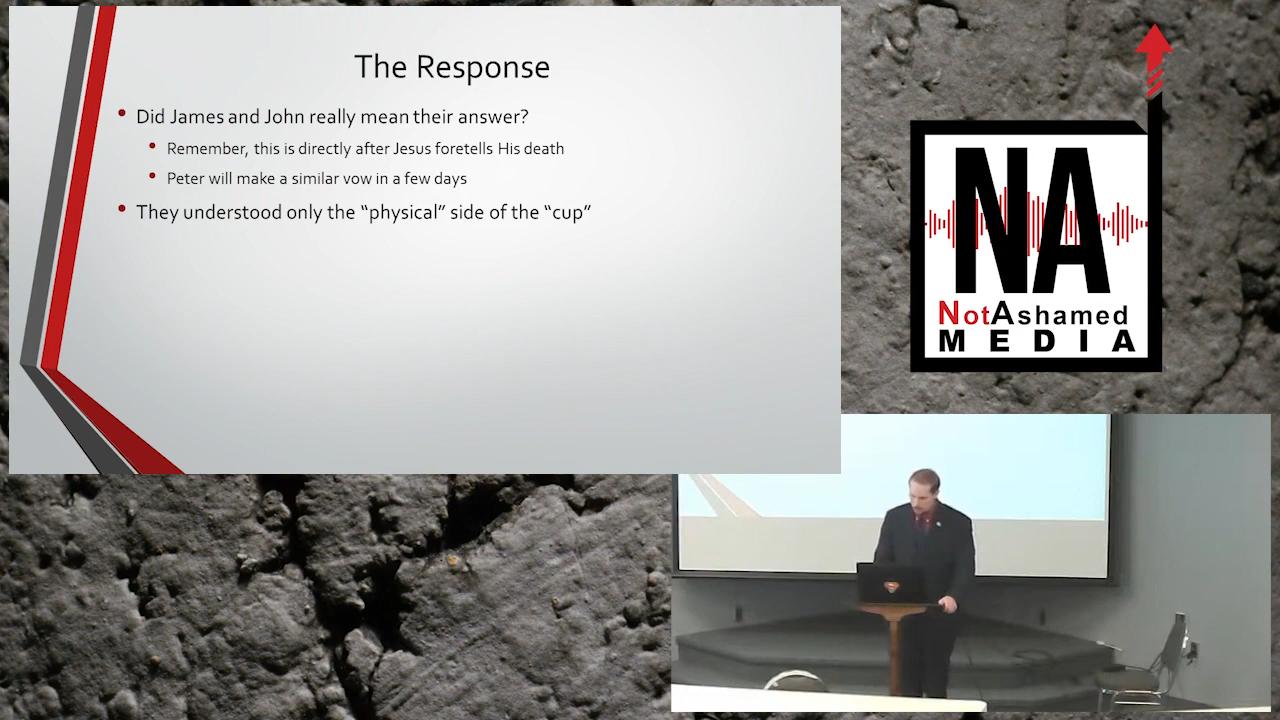 The Response
Did James and John really mean their answer?
Remember, this is directly after Jesus foretells His death
Peter will make a similar vow in a few days
They understood only the “physical” side of the “cup”
NA
NotAshamed
MEDIA